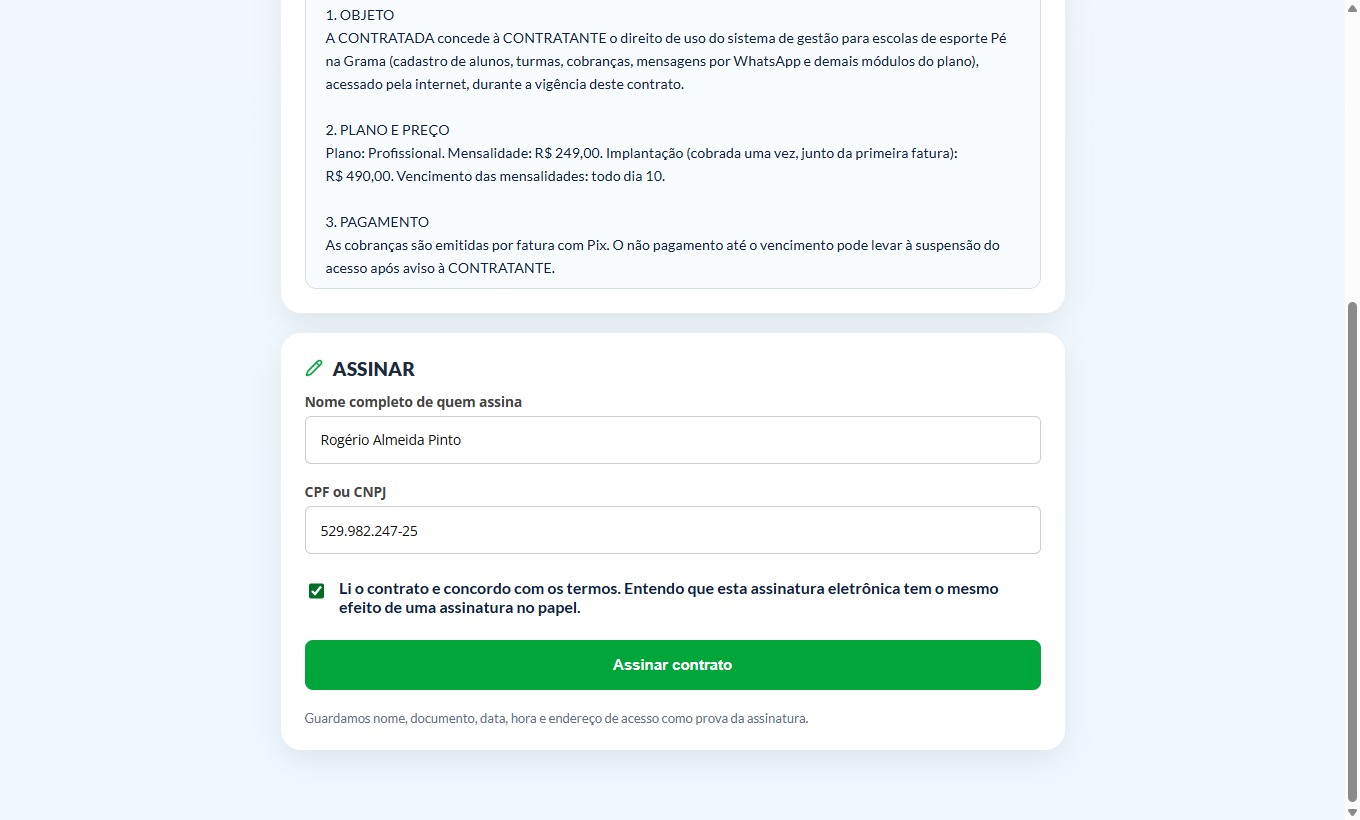 1. OBJETO
A CONTRATADA concede à CONTRATANTE o direito de uso do sistema de gestão para escolas de esporte Pé
na Grama (cadastro de alunos, turmas, cobranças, mensagens por WhatsApp e demais módulos do plano),
acessado pela internet, durante a vigência deste contrato.
2. PLANO E PREÇO
Plano: Profissional. Mensalidade: R$ 249,00. Implantação (cobrada uma vez, junto da primeira fatura):
R$ 490,00. Vencimento das mensalidades: todo dia 10.
3. PAGAMENTO
As cobranças são emitidas por fatura com Pix. O não pagamento até o vencimento pode levar à suspensão do
acesso após aviso à CONTRATANTE.
ASSINAR
Nome completo de quem assina
Rogério Almeida Pinto
CPF ou CNPJ
529.982.247-25
Li o contrato e concordo com os termos. Entendo que esta assinatura eletrônica tem o mesmo
efeito de uma assinatura no papel.
Assinar contrato
Guardamos nome, documento, data, hora e endereço de acesso como prova da assinatura.